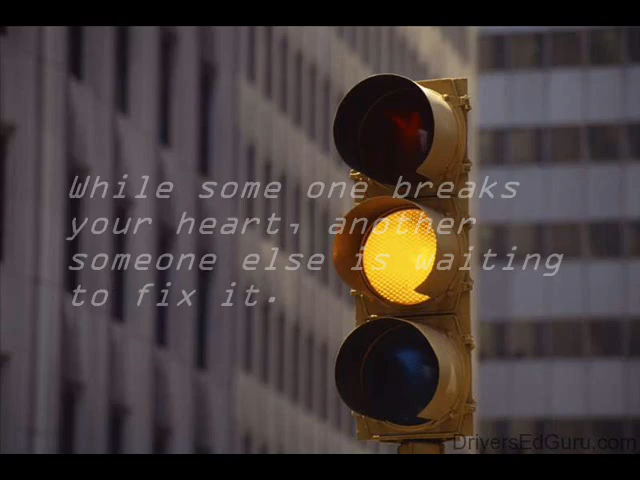 While some one breaks
your heart, another
someone else is waiting
to fix it.
DriversEdGuru.com